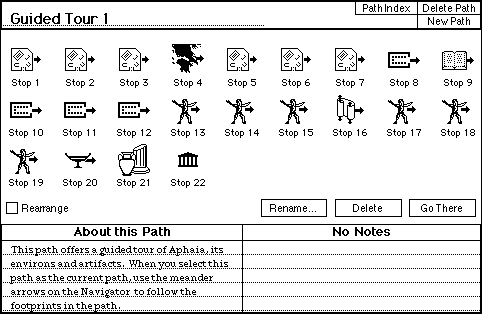 Guided Tour 1
Path Index
Delete Path
New Path
Stop 1 Stop 2 Stop 3 Stop 4 Stop 5 Stop 6 Stop 7 Stop 8 Stop 9
Stop 10 Stop 11 Stop 12 Stop 13 Stop 14 Stop 15 Stop 16 Stop 17 Stop 18
Stop 19 Stop 20 Stop 21 Stop 22
Rearrange
Rename...
Delete
Go There
About this Path
This path offers a guided tour of Aphaia, its
environs and artifacts. When you select this
path as the current path, use the meander
arrows on the Navigator to follow the
footprints in the path.
No Notes